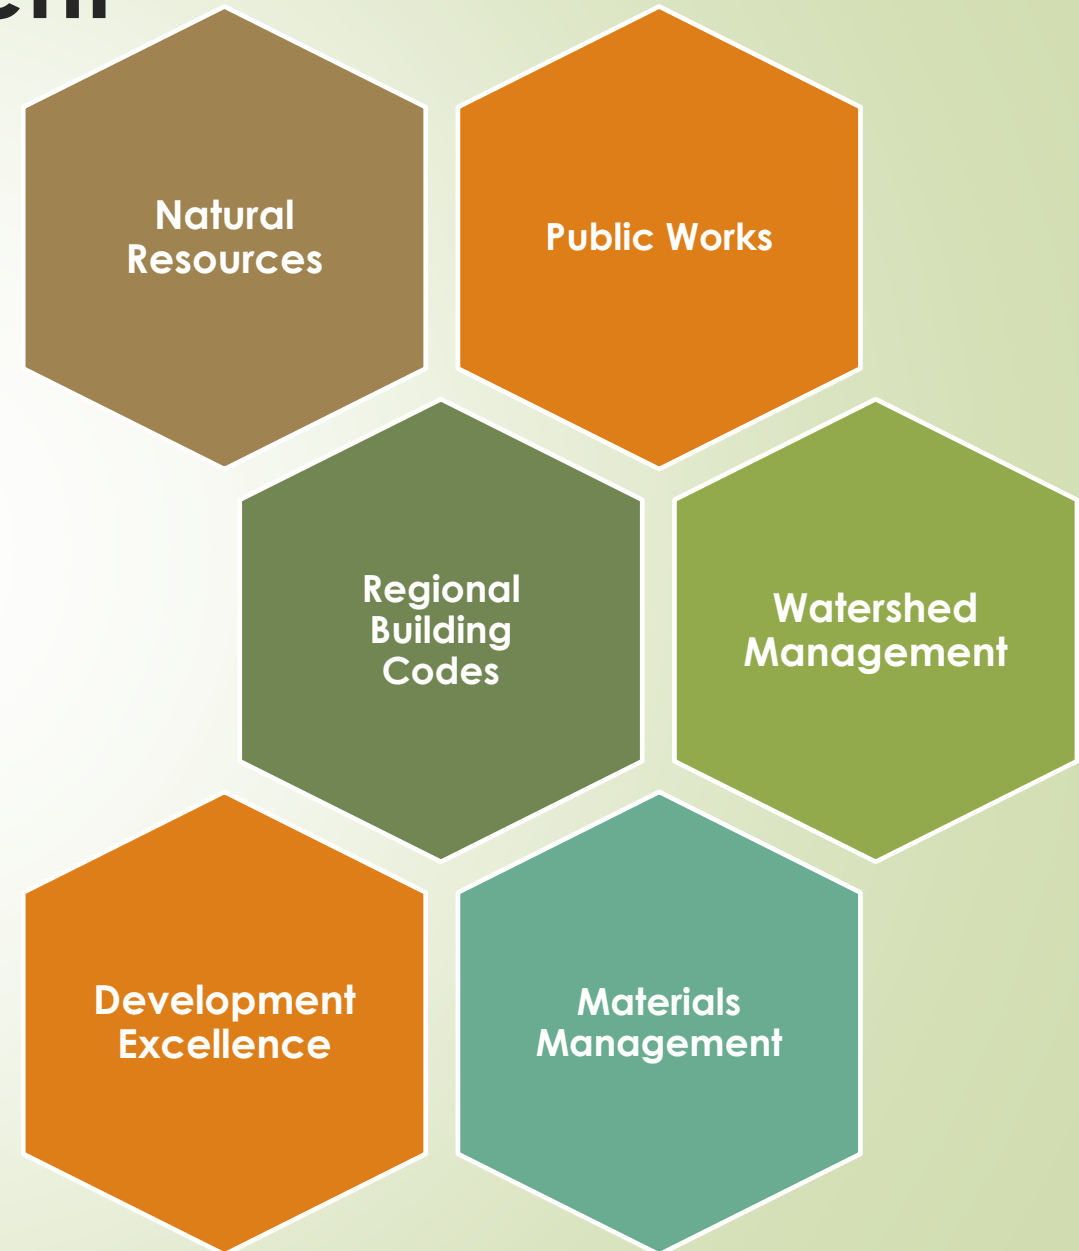 Natural
Resources
Public Works
Regional
Building
Codes
Watershed
Management
Development
Excellence
Materials
Management